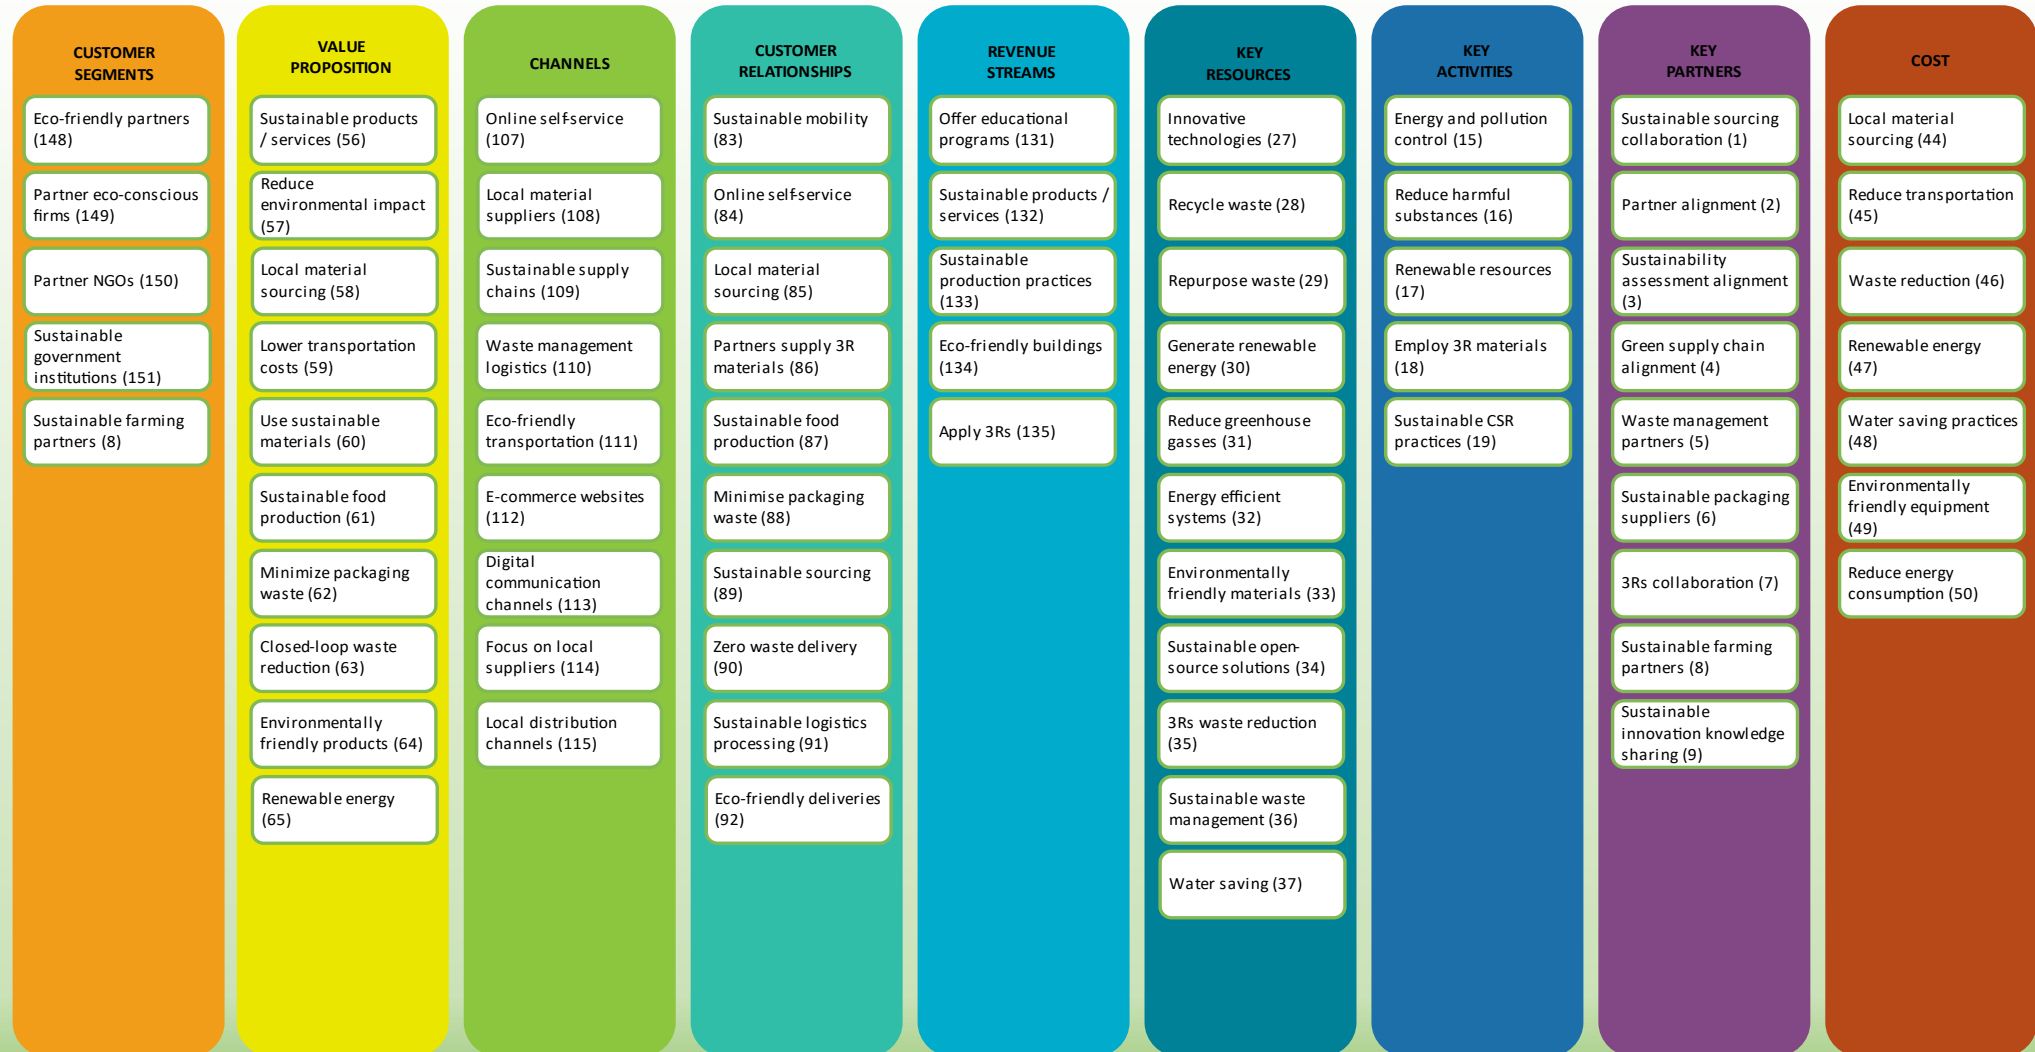 CUSTOMER
SEGMENTS
Eco-friendly partners
(148)
Partner eco-conscious
firms (149)
Partner NGOs (150)
Sustainable
government
institutions (151)
Sustainable farming
partners (8)
VALUE
PROPOSITION
Sustainable products
/ services (56)
Reduce
environmental impact
(57)
Local material
sourcing (58)
Lower transportation
costs (59)
Use sustainable
materials (60)
Sustainable food
production (61)
Minimize packaging
waste (62)
Closed-loop waste
reduction (63)
Environmentally
friendly products (64)
Renewable energy
(65)
CHANNELS
Online self-service
(107)
Local material
suppliers (108)
Sustainable supply
chains (109)
Waste management
logistics (110)
Eco-friendly
transportation (111)
E-commerce websites
(112)
Digital
communication
channels (113)
Focus on local
suppliers (114)
Local distribution
channels (115)
CUSTOMER
RELATIONSHIPS
Sustainable mobility
(83)
Online self-service
(84)
Local material
sourcing (85)
Partners supply 3R
materials (86)
Sustainable food
production (87)
Minimise packaging
waste (88)
Sustainable sourcing
(89)
Zero waste delivery
(90)
Sustainable logistics
processing (91)
Eco-friendly deliveries
(92)
REVENUE
STREAMS
Offer educational
programs (131)
Sustainable products /
services (132)
Sustainable
production practices
(133)
Eco-friendly buildings
(134)
Apply 3Rs (135)
KEY
RESOURCES
Innovative
technologies (27)
Recycle waste (28)
Repurpose waste (29)
Generate renewable
energy (30)
Reduce greenhouse
gasses (31)
Energy efficient
systems (32)
Environmentally
friendly materials (33)
Sustainable open-
source solutions (34)
3Rs waste reduction
(35)
Sustainable waste
management (36)
Water saving (37)
KEY
ACTIVITIES
Energy and pollution
control (15)
Reduce harmful
substances (16)
Renewable resources
(17)
Employ 3R materials
(18)
Sustainable CSR
practices (19)
KEY
PARTNERS
Sustainable sourcing
collaboration (1)
Partner alignment (2)
Sustainability
assessment alignment
(3)
Green supply chain
alignment (4)
Waste management
partners (5)
Sustainable packaging
suppliers (6)
3Rs collaboration (7)
Sustainable farming
partners (8)
Sustainable
innovation knowledge
sharing (9)
COST
Local material
sourcing (44)
Reduce transportation
(45)
Waste reduction (46)
Renewable energy
(47)
Water saving practices
(48)
Environmentally
friendly equipment
(49)
Reduce energy
consumption (50)